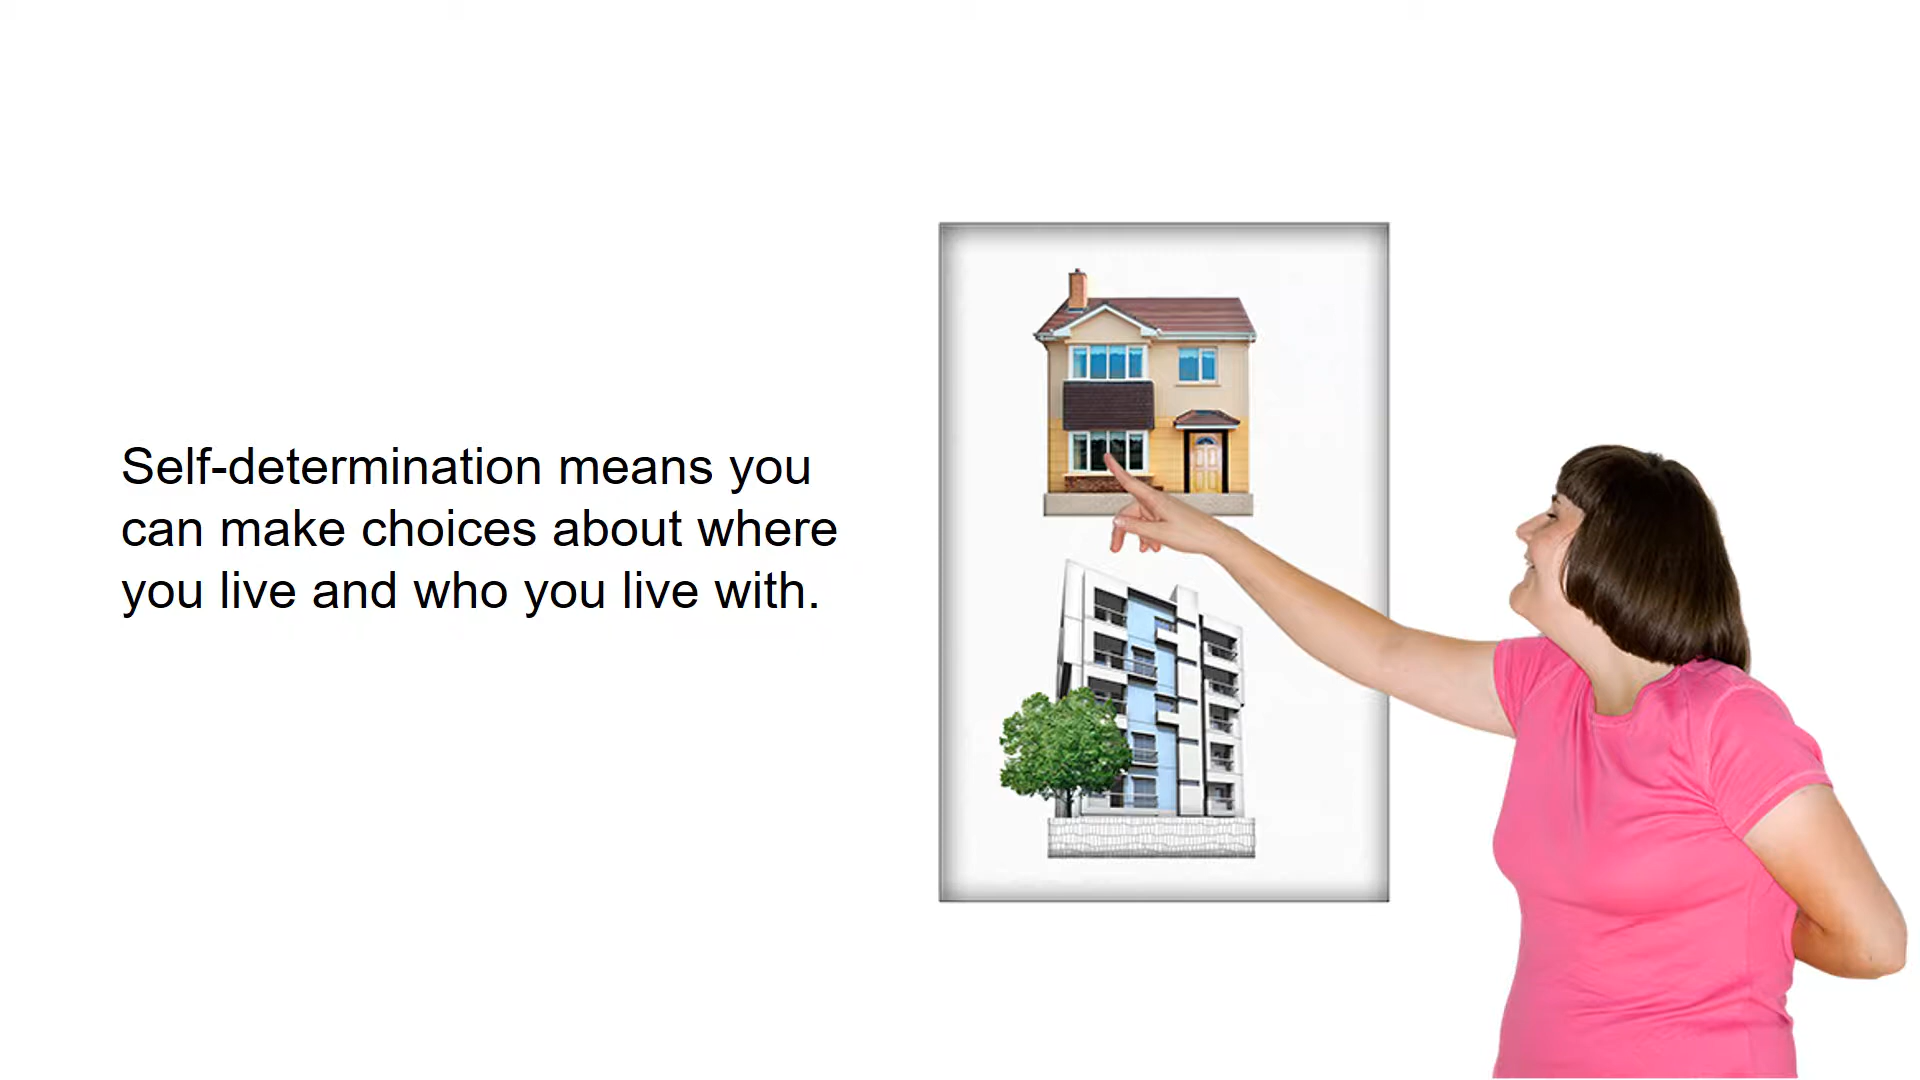 Self-determination means you
can make choices about where
you live and who you live with.